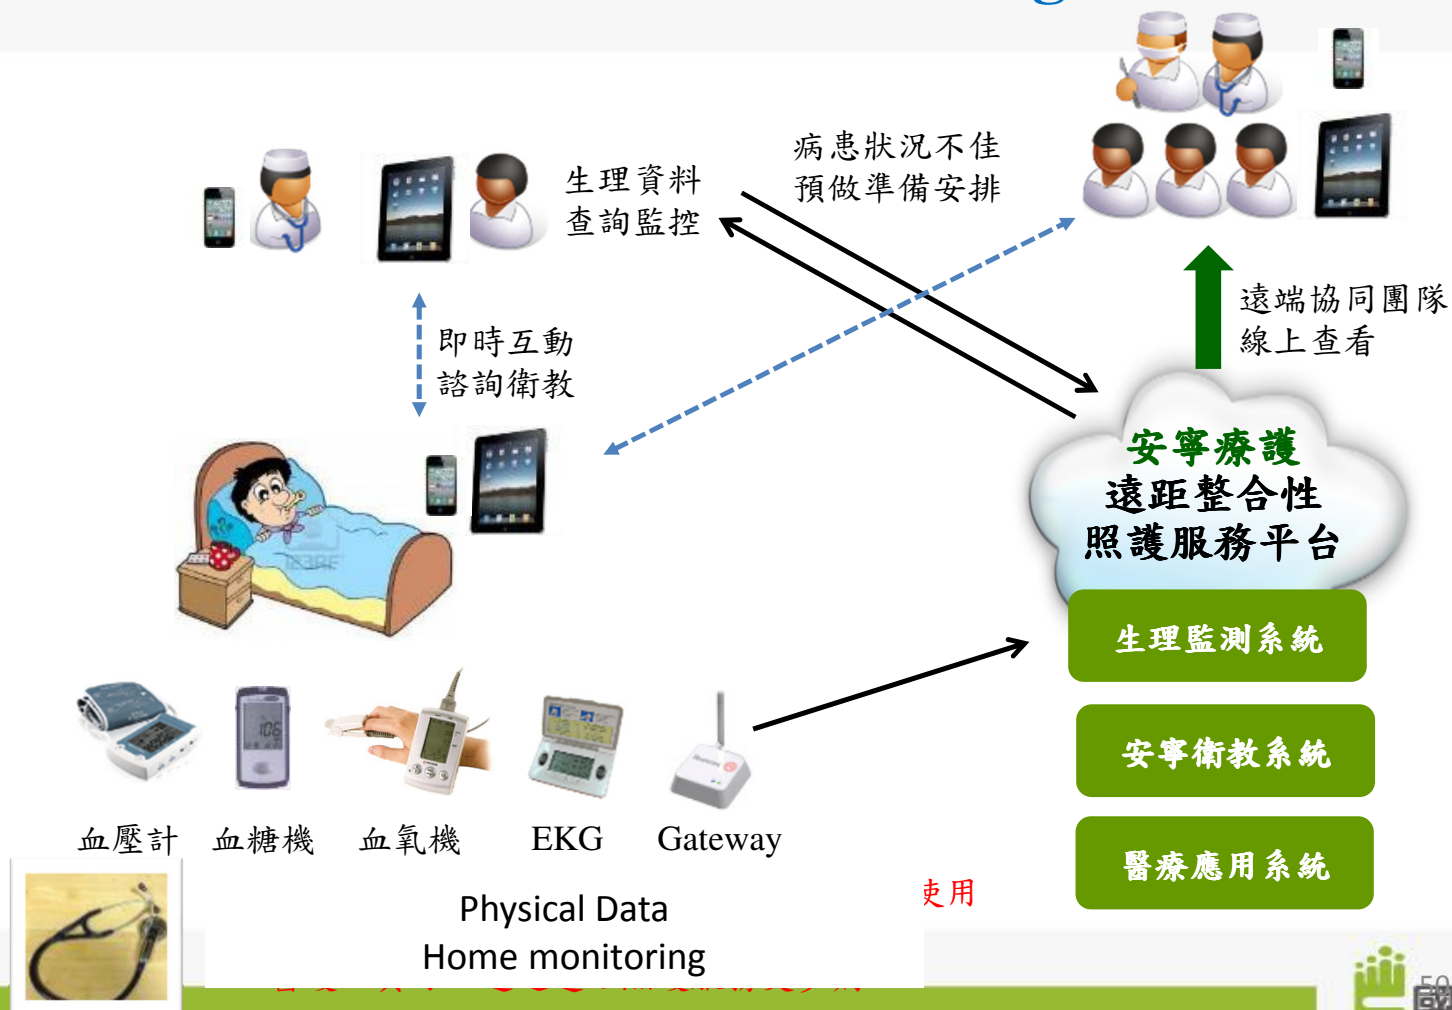 病患狀況不佳
預做準備安排
生理資料
查詢監控
遠端協同團隊
線上查看
即時互動
諮詢衛教
安寧療護
遠距整合性
照護服務平台
生理監測系統
安寧衛教系統
醫療應用系統
血壓計
血糖機
血氧機
EKG
Gateway
使用
Physical Data
Home monitoring
106
50